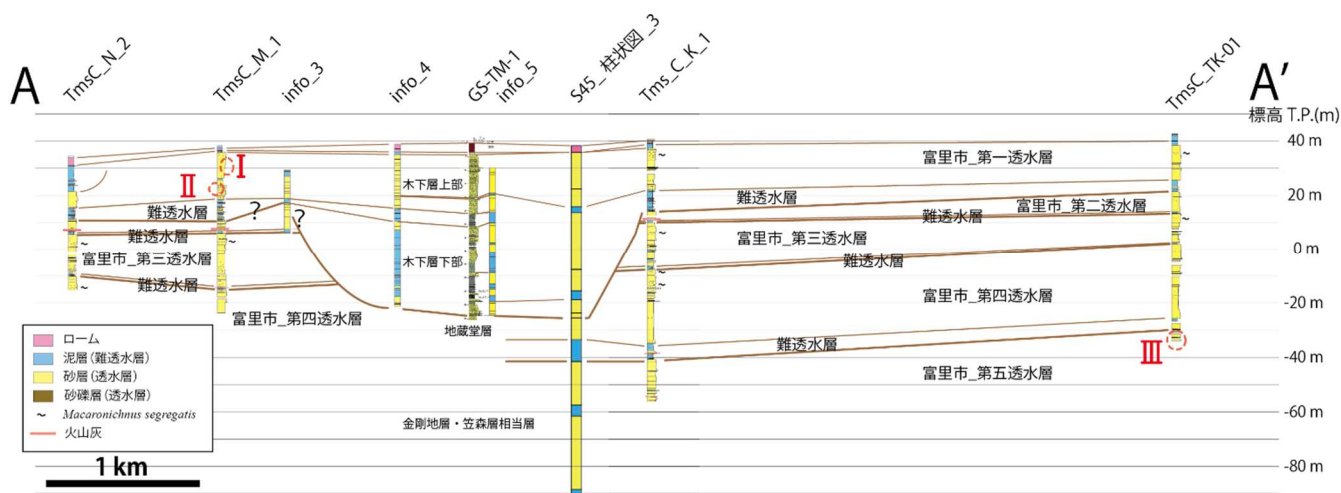 A
TmsC_N_2
TmsC_M_1
info_3
info_4
GS-TM-1
info_5
S45_柱状図_3
Tms_C_K_1
TmsC_TK-01
A'
標高 T.P.(m)
40 m
20 m
0 m
-20 m
-40 m
-60 m
-80 m
I
II
III
富里市_第一透水層
木下層上部
難透水層
難透水層
?
?
富里市_第二透水層
難透水層
難透水層
富里市_第三透水層
木下層下部
富里市_第三透水層
難透水層
難透水層
富里市_第四透水層
富里市_第四透水層
地蔵堂層
難透水層
富里市_第五透水層
金剛地層・笠森層相当層
ローム
泥層(難透水層)
砂層(透水層)
砂礫層(透水層)
~ Macaronichnus segregatis
火山灰
1 km